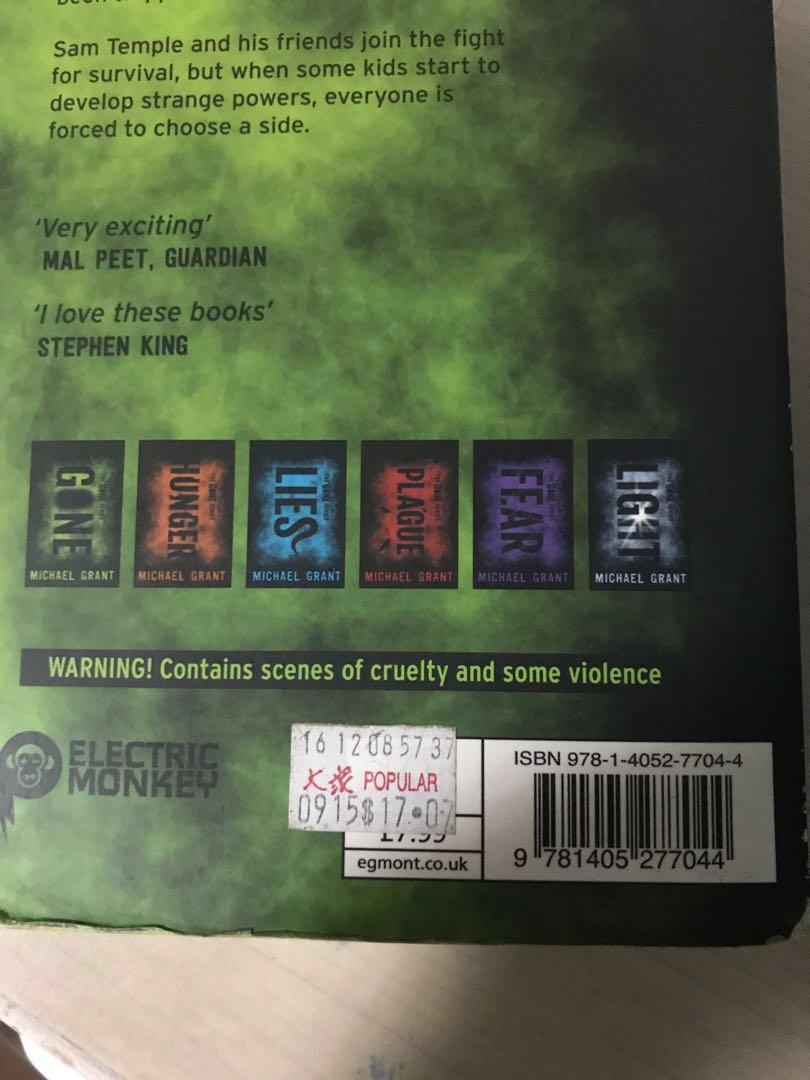 Sam Temple and his friends join the fight
for survival, but when some kids start to
develop strange powers, everyone is
forced to choose a side.
'Very exciting'
MAL PEET, GUARDIAN
'I love these books'
STEPHEN KING
GONE
MICHAEL GRANT
HUNGER
MICHAEL GRANT
LIES
MICHAEL GRANT
PLAGUE
MICHAEL GRANT
FEAR
MICHAEL GRANT
LIGHT
MICHAEL GRANT
WARNING! Contains scenes of cruelty and some violence
ELECTRIC
MONKEY
16 12085737
大众 POPULAR
0915$17.07
£7.99
egmont.co.uk
ISBN 978-1-4052-7704-4
9 781405 277044